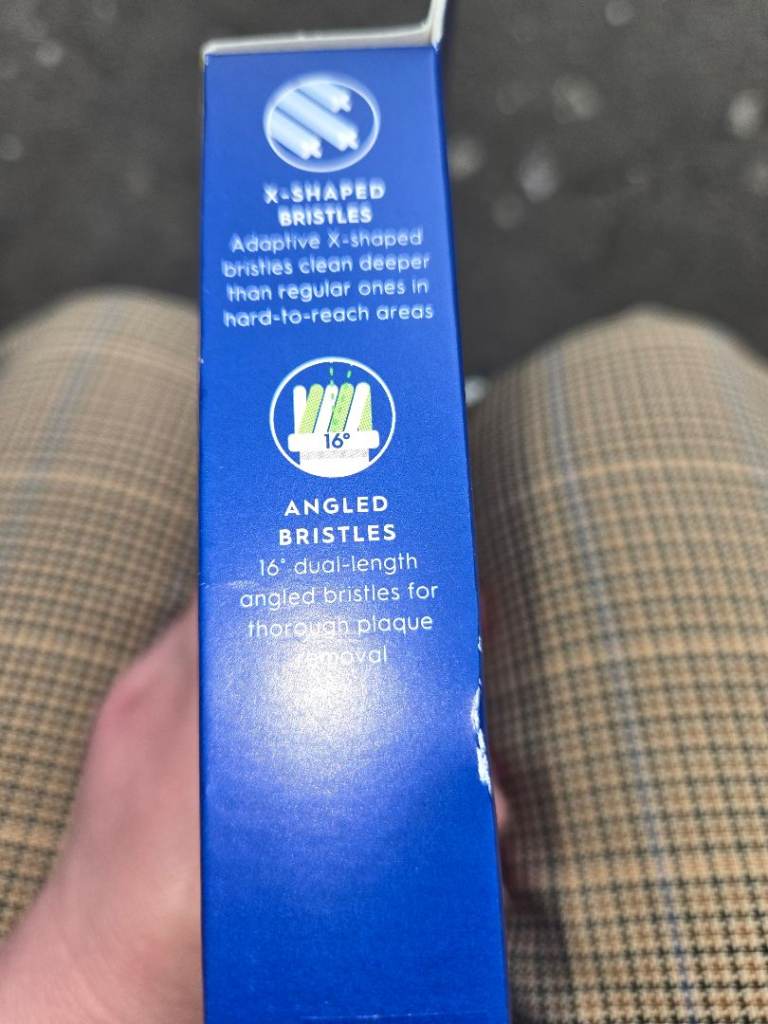 X-SHAPED
BRISTLES
Adaptive X-shaped
bristles clean deeper
than regular ones in
hard-to-reach areas
16°
ANGLED
BRISTLES
16° dual-length
angled bristles for
thorough plaque
removal